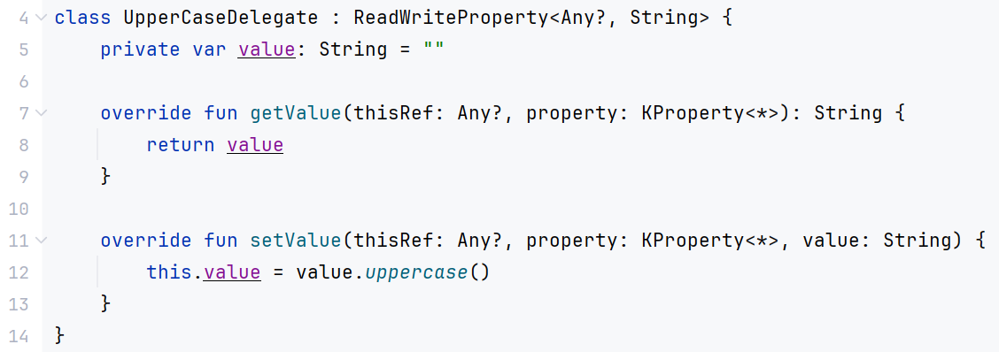 4 class UpperCaseDelegate : ReadWriteProperty<Any?, String> {
5     private var value: String = ""
6
7     override fun getValue(thisRef: Any?, property: KProperty<*>): String {
8         return value
9     }
10
11     override fun setValue(thisRef: Any?, property: KProperty<*>, value: String) {
12         this.value = value.uppercase()
13     }
14 }